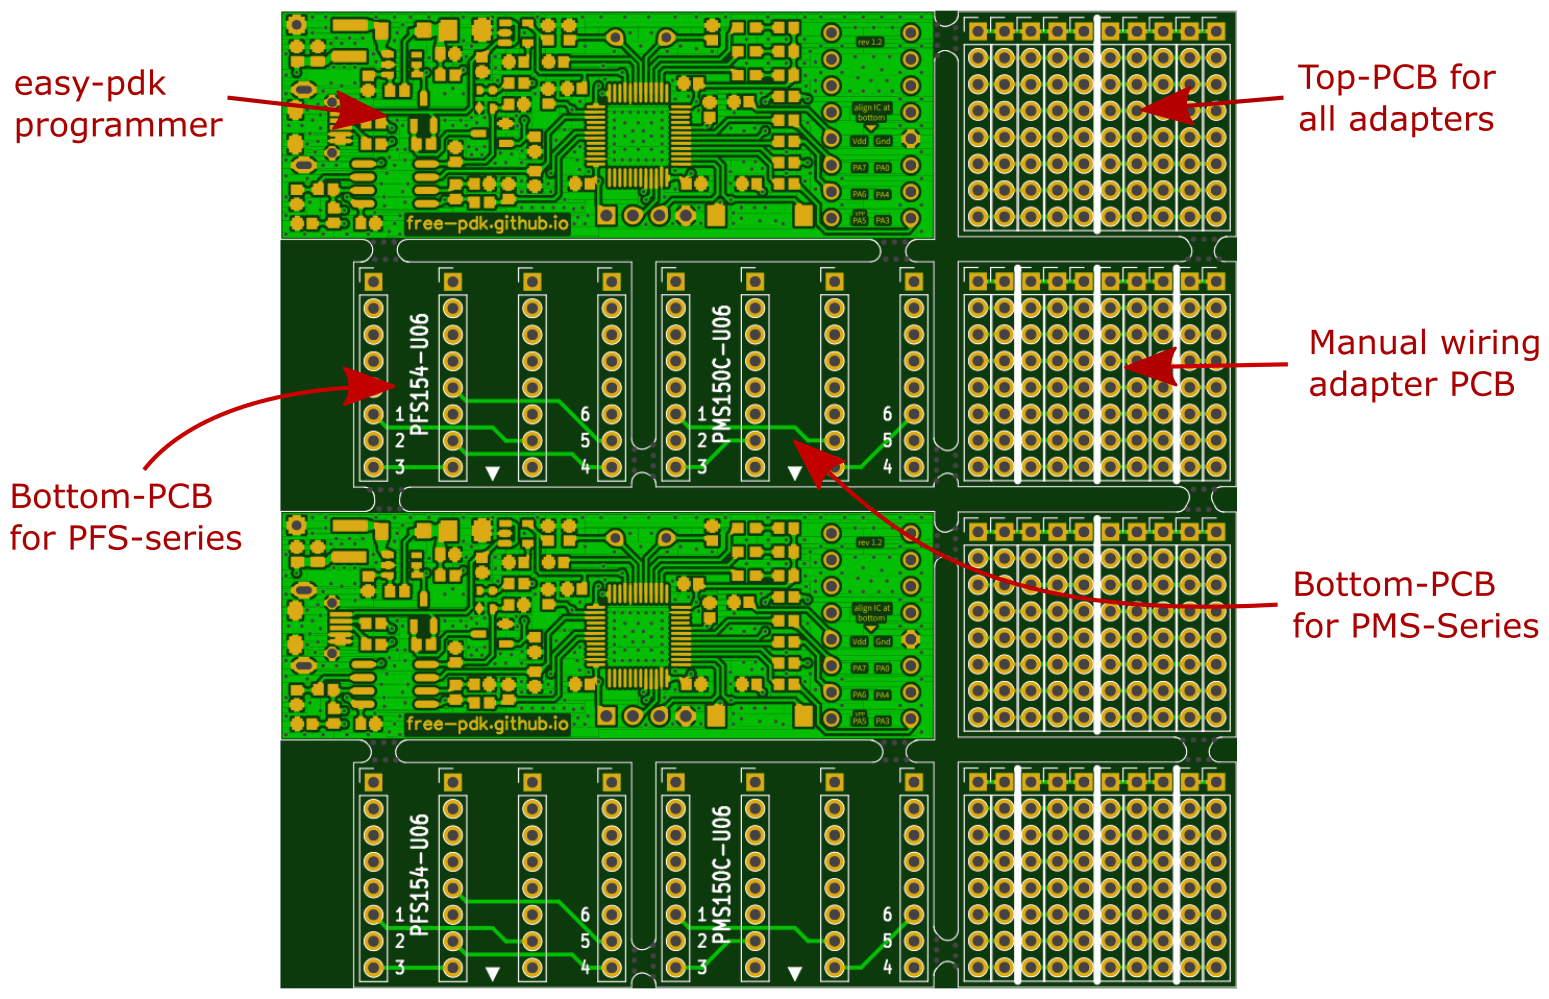 easy-pdk
programmer
Top-PCB for
all adapters
rev 1.2
align IC at
bottom
Vdd Gnd
PA7 PA0
PA6 PA4
VPP
PA5 PA3
free-pdk.github.io
PFS154-U06
1 6
2 5
3 4
PMS150C-U06
1 6
2 5
3 4
Manual wiring
adapter PCB
Bottom-PCB
for PFS-series
rev 1.2
align IC at
bottom
Vdd Gnd
PA7 PA0
PA6 PA4
VPP
PA5 PA3
free-pdk.github.io
Bottom-PCB
for PMS-Series
PFS154-U06
1 6
2 5
3 4
PMS150C-U06
1 6
2 5
3 4